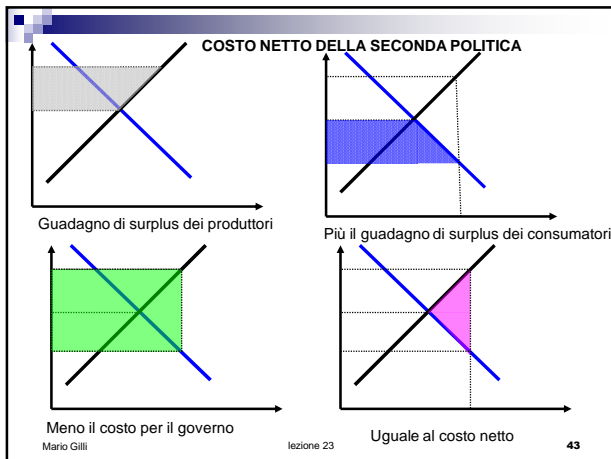 COSTO NETTO DELLA SECONDA POLITICA
Guadagno di surplus dei produttori
Più il guadagno di surplus dei consumatori
Meno il costo per il governo
Uguale al costo netto
Mario Gilli
lezione 23
43